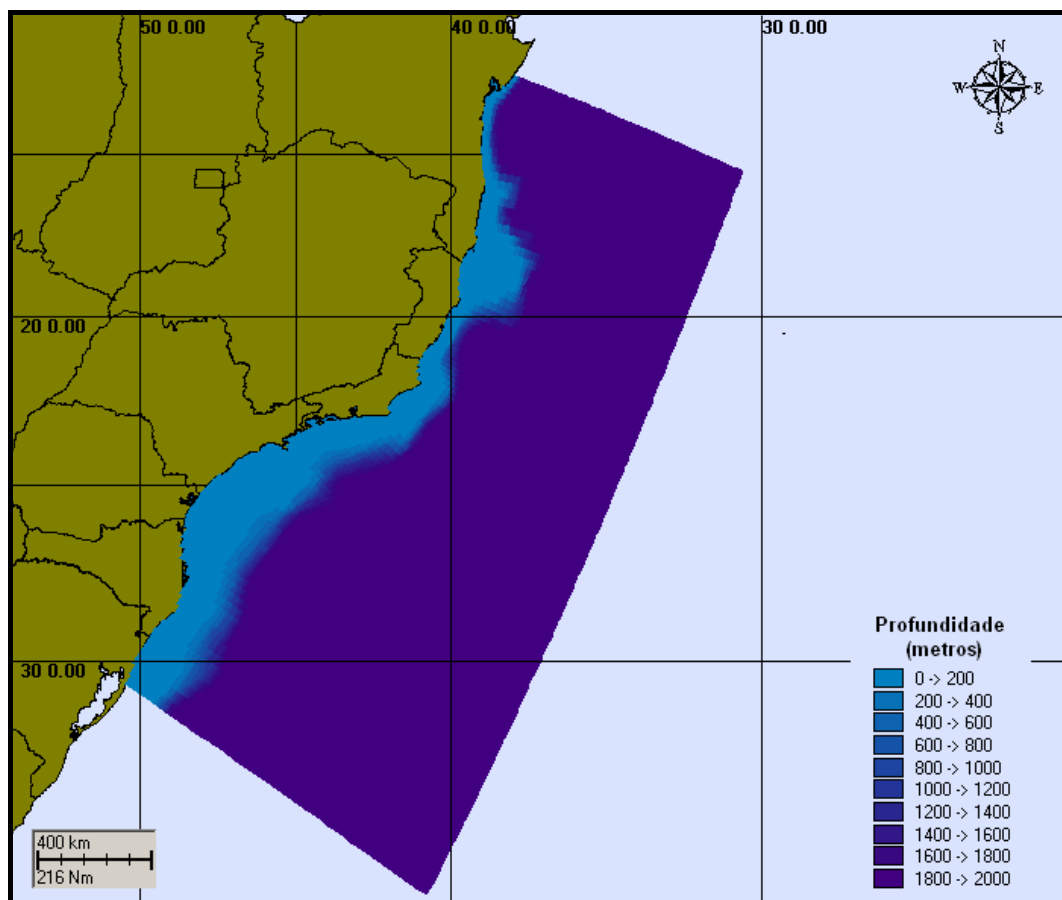 50 0.00
40 0.00
30 0.00
N
W
E
S
20 0.00
30 0.00
Profundidade
(metros)
0 -> 200
200 -> 400
400 -> 600
600 -> 800
800 -> 1000
1000 -> 1200
1200 -> 1400
1400 -> 1600
1600 -> 1800
1800 -> 2000
400 km
216 Nm